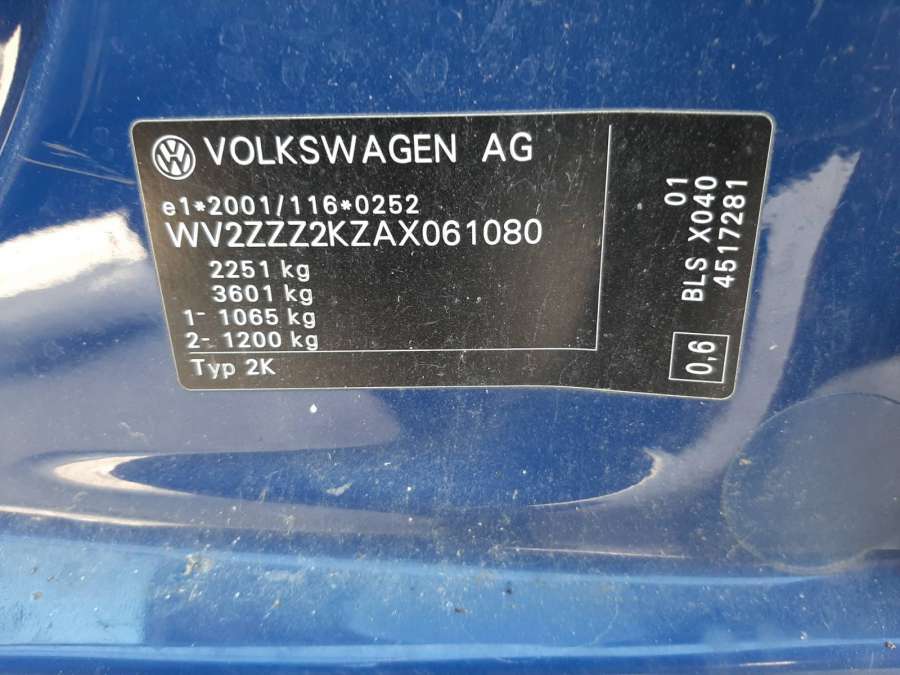 VOLKSWAGEN AG
e1*2001/116*0252
WV2ZZZ2KZAX061080
2251 kg
3601 kg
1- 1065 kg
2- 1200 kg
Typ 2K
01
BLS X040
4517281
0,6